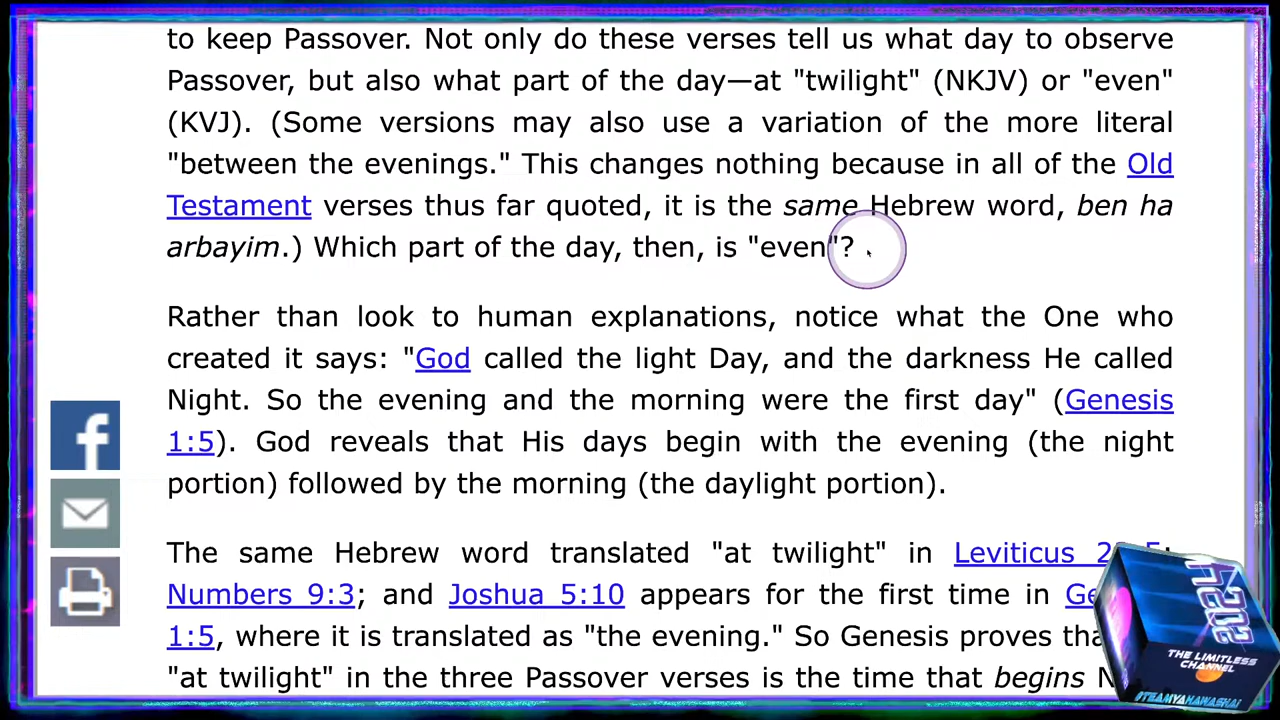 to keep Passover. Not only do these verses tell us what day to observe
Passover, but also what part of the day—at "twilight" (NKJV) or "even"
(KVJ). (Some versions may also use a variation of the more literal
"between the evenings." This changes nothing because in all of the Old
Testament verses thus far quoted, it is the same Hebrew word, ben ha
arbayim.) Which part of the day, then, is "even"?
Rather than look to human explanations, notice what the One who
created it says: "God called the light Day, and the darkness He called
Night. So the evening and the morning were the first day" (Genesis
1:5). God reveals that His days begin with the evening (the night
portion) followed by the morning (the daylight portion).
The same Hebrew word translated "at twilight" in Leviticus
Numbers 9:3; and Joshua 5:10 appears for the first time in
1:5, where it is translated as "the evening." So Genesis proves
"at twilight" in the three Passover verses is the time that begins
THE LIMITLESS
CHANNEL
#TEAMYAHAWASHAI